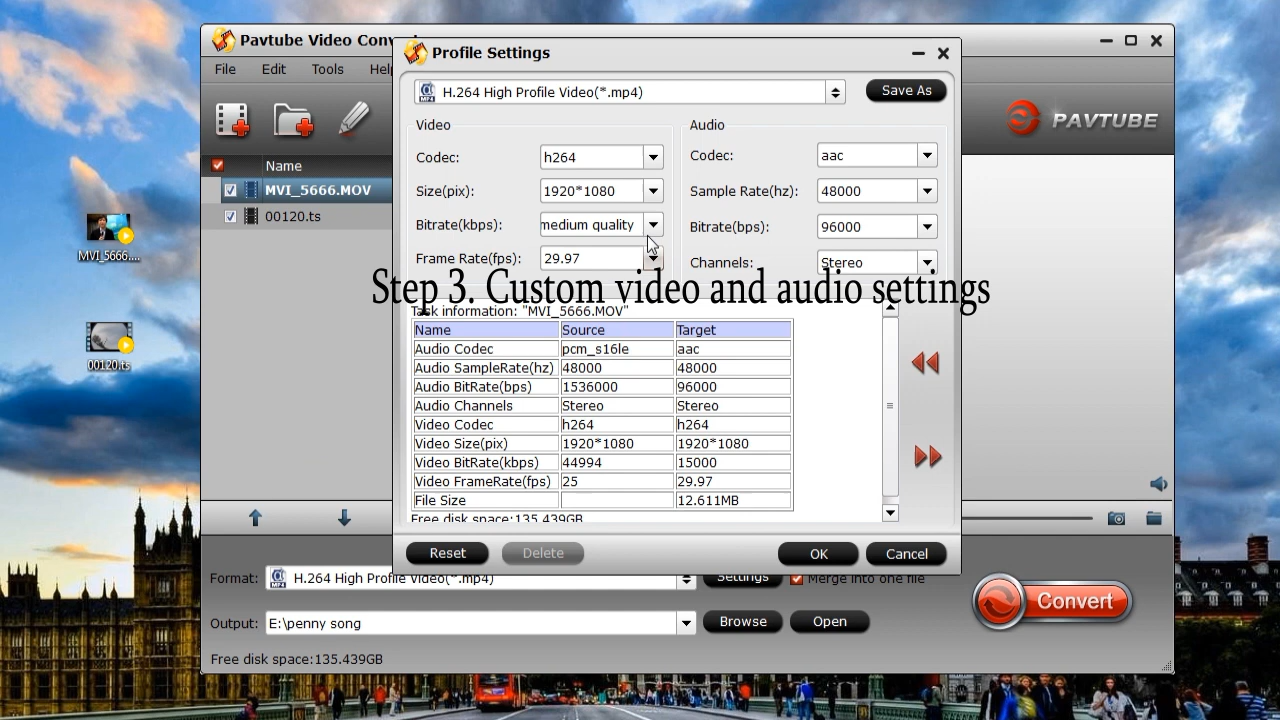 Pavtube Video Conv
Profile Settings
File Edit Tools Help
H.264 High Profile Video(*.mp4)
Save As
Video
Audio
PAVTUBE
Codec: h264
Codec: aac
Size(pix): 1920*1080
Sample Rate(hz): 48000
Bitrate(kbps): medium quality
Bitrate(bps): 96000
Frame Rate(fps): 29.97
Channels: Stereo
Name
MVI_5666.MOV
00120.ts
MVI_5666....
00120.ts
Step 3. Custom video and audio settings
Task information: "MVI_5666.MOV"
Name Source Target
Audio Codec pcm_s16le aac
Audio SampleRate(hz) 48000 48000
Audio BitRate(bps) 1536000 96000
Audio Channels Stereo Stereo
Video Codec h264 h264
Video Size(pix) 1920*1080 1920*1080
Video BitRate(kbps) 44994 15000
Video FrameRate(fps) 25 29.97
File Size 12.611MB
Free disk space:135.439GB
Reset Delete OK Cancel
Format: H.264 High Profile Video(*.mp4) Settings Merge into one file
Output: E:\penny song Browse Open
Convert
Free disk space:135.439GB